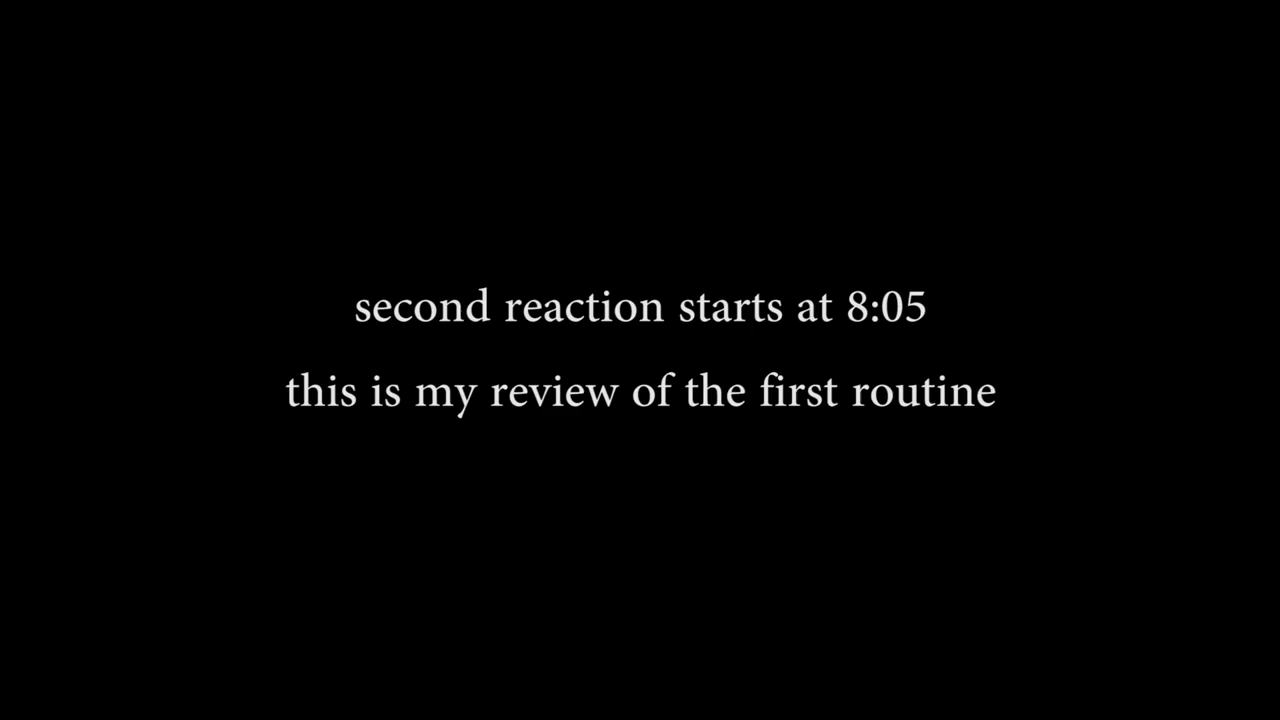 second reaction starts at 8:05
this is my review of the first routine